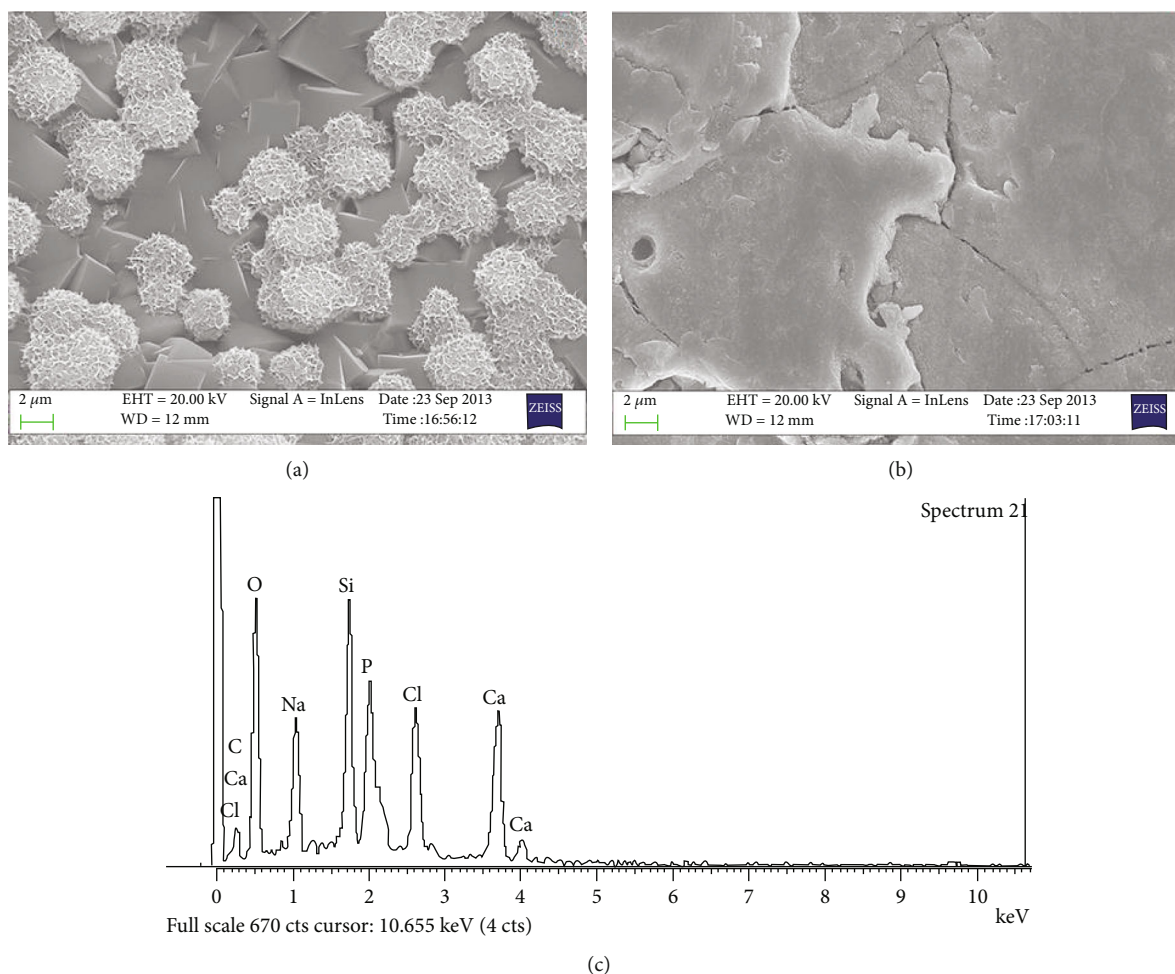 2 μm
EHT = 20.00 kV
Signal A = InLens
Date :23 Sep 2013
WD = 12 mm
Time :16:56:12
ZEISS
(a)
2 μm
EHT = 20.00 kV
Signal A = InLens
Date :23 Sep 2013
WD = 12 mm
Time :17:03:11
ZEISS
(b)
Spectrum 21
O
Si
P
Na
Cl
Ca
C
Ca
Cl
Ca
0 1 2 3 4 5 6 7 8 9 10
keV
Full scale 670 cts cursor: 10.655 keV (4 cts)
(c)